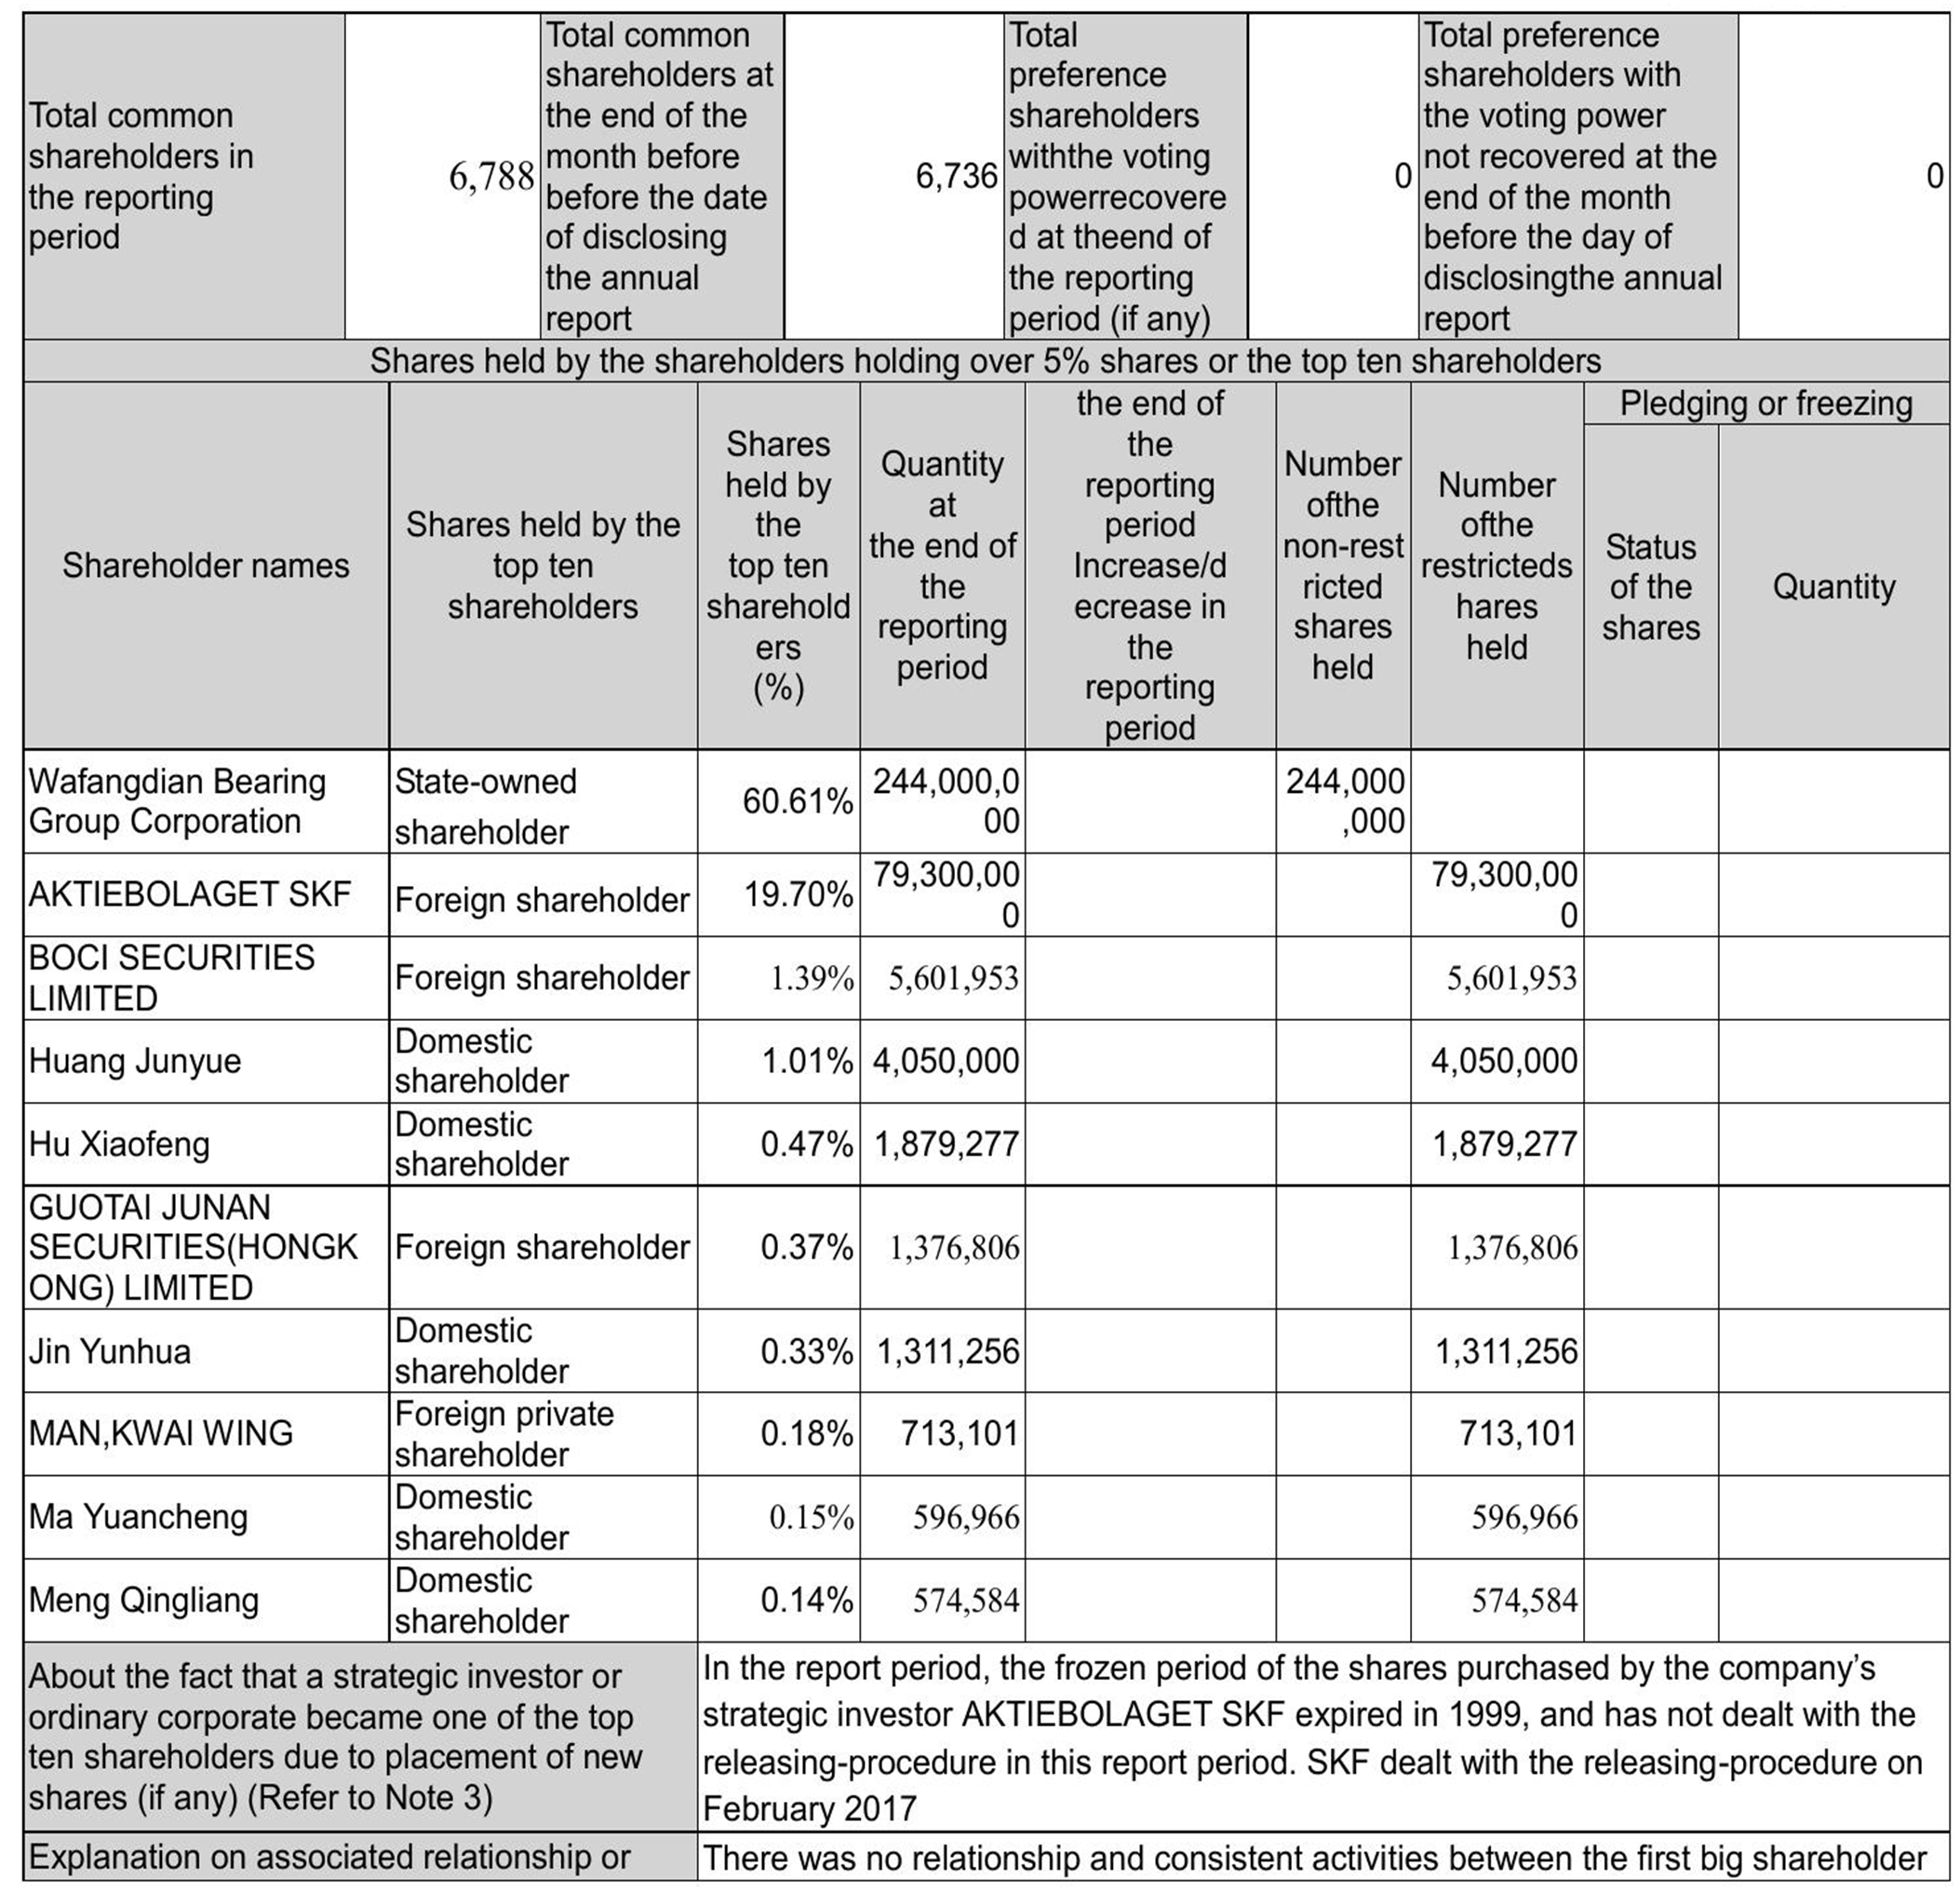 Total common
shareholders in
the reporting
period
6,788
Total common
shareholders at
the end of the
month before
before the date
of disclosing
the annual
report
6,736
Total
preference
shareholders
withthe voting
powerrecovere
d at theend of
the reporting
period (if any)
0
Total preference
shareholders with
the voting power
not recovered at the
end of the month
before the day of
disclosingthe annual
report
0
Shares held by the shareholders holding over 5% shares or the top ten shareholders
Shareholder names
Shares held by the
top ten
shareholders
Shares
held by
the
top ten
sharehold
ers
(%)
Quantity
at
the end of
the
reporting
period
the end of
the
reporting
period
Increase/d
ecrease in
the
reporting
period
Number
ofthe
non-rest
ricted
shares
held
Number
ofthe
restricteds
hares
held
Pledging or freezing
Status
of the
shares
Quantity
Wafangdian Bearing
Group Corporation
State-owned
shareholder
60.61%
244,000,0
00
244,000
,000
AKTIEBOLAGET SKF
Foreign shareholder
19.70%
79,300,00
0
79,300,00
0
BOCI SECURITIES
LIMITED
Foreign shareholder
1.39%
5,601,953
5,601,953
Huang Junyue
Domestic
shareholder
1.01%
4,050,000
4,050,000
Hu Xiaofeng
Domestic
shareholder
0.47%
1,879,277
1,879,277
GUOTAI JUNAN
SECURITIES(HONGK
ONG) LIMITED
Foreign shareholder
0.37%
1,376,806
1,376,806
Jin Yunhua
Domestic
shareholder
0.33%
1,311,256
1,311,256
MAN,KWAI WING
Foreign private
shareholder
0.18%
713,101
713,101
Ma Yuancheng
Domestic
shareholder
0.15%
596,966
596,966
Meng Qingliang
Domestic
shareholder
0.14%
574,584
574,584
About the fact that a strategic investor or
ordinary corporate became one of the top
ten shareholders due to placement of new
shares (if any) (Refer to Note 3)
In the report period, the frozen period of the shares purchased by the company's
strategic investor AKTIEBOLAGET SKF expired in 1999, and has not dealt with the
releasing-procedure in this report period. SKF dealt with the releasing-procedure on
February 2017
Explanation on associated relationship or
There was no relationship and consistent activities between the first big shareholder